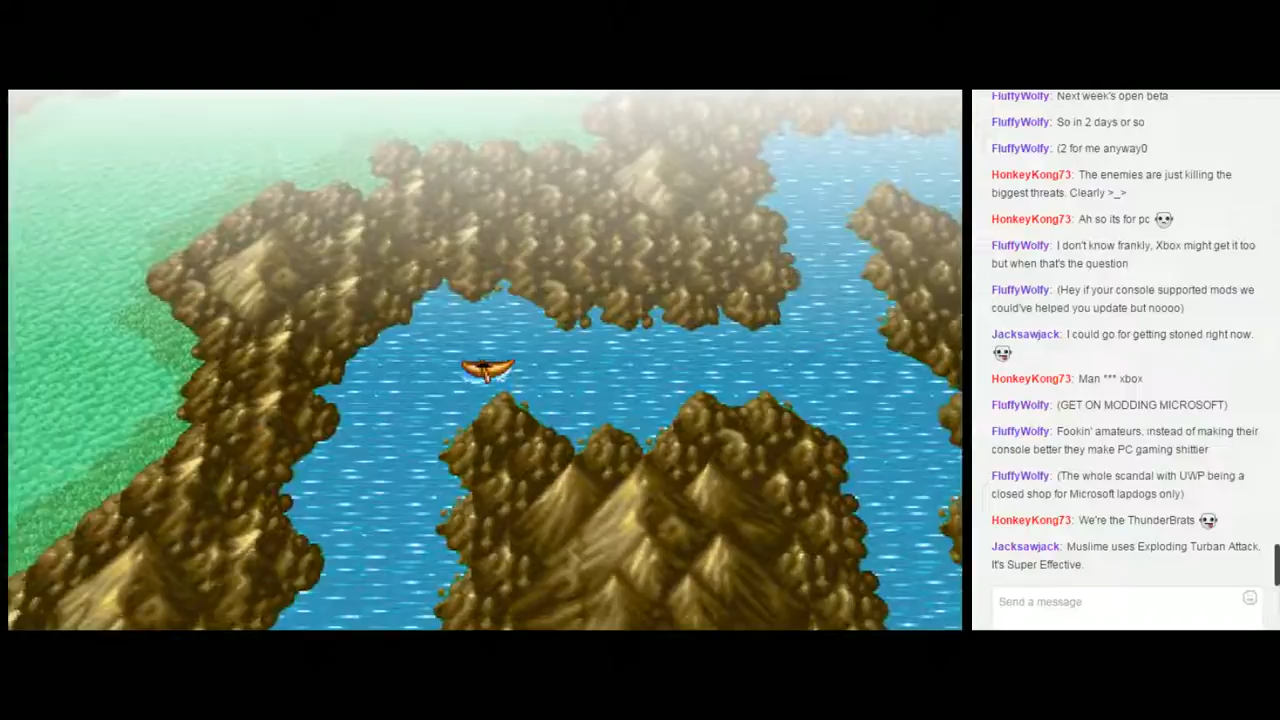 FluffyWolfy: Next week's open beta
FluffyWolfy: So in 2 days or so
FluffyWolfy: (2 for me anyway0
HonkeyKong73: The enemies are just killing the
biggest threats. Clearly >_>
HonkeyKong73: Ah so its for pc
FluffyWolfy: I don't know frankly, Xbox might get it too
but when that's the question
FluffyWolfy: (Hey if your console supported mods we
could've helped you update but noooo)
Jacksawjack: I could go for getting stoned right now.
HonkeyKong73: Man *** xbox
FluffyWolfy: (GET ON MODDING MICROSOFT)
FluffyWolfy: Fookin' amateurs, instead of making their
console better they make PC gaming shittier
FluffyWolfy: (The whole scandal with UWP being a
closed shop for Microsoft lapdogs only)
HonkeyKong73: We're the ThunderBrats
Jacksawjack: Muslime uses Exploding Turban Attack.
It's Super Effective.
Send a message